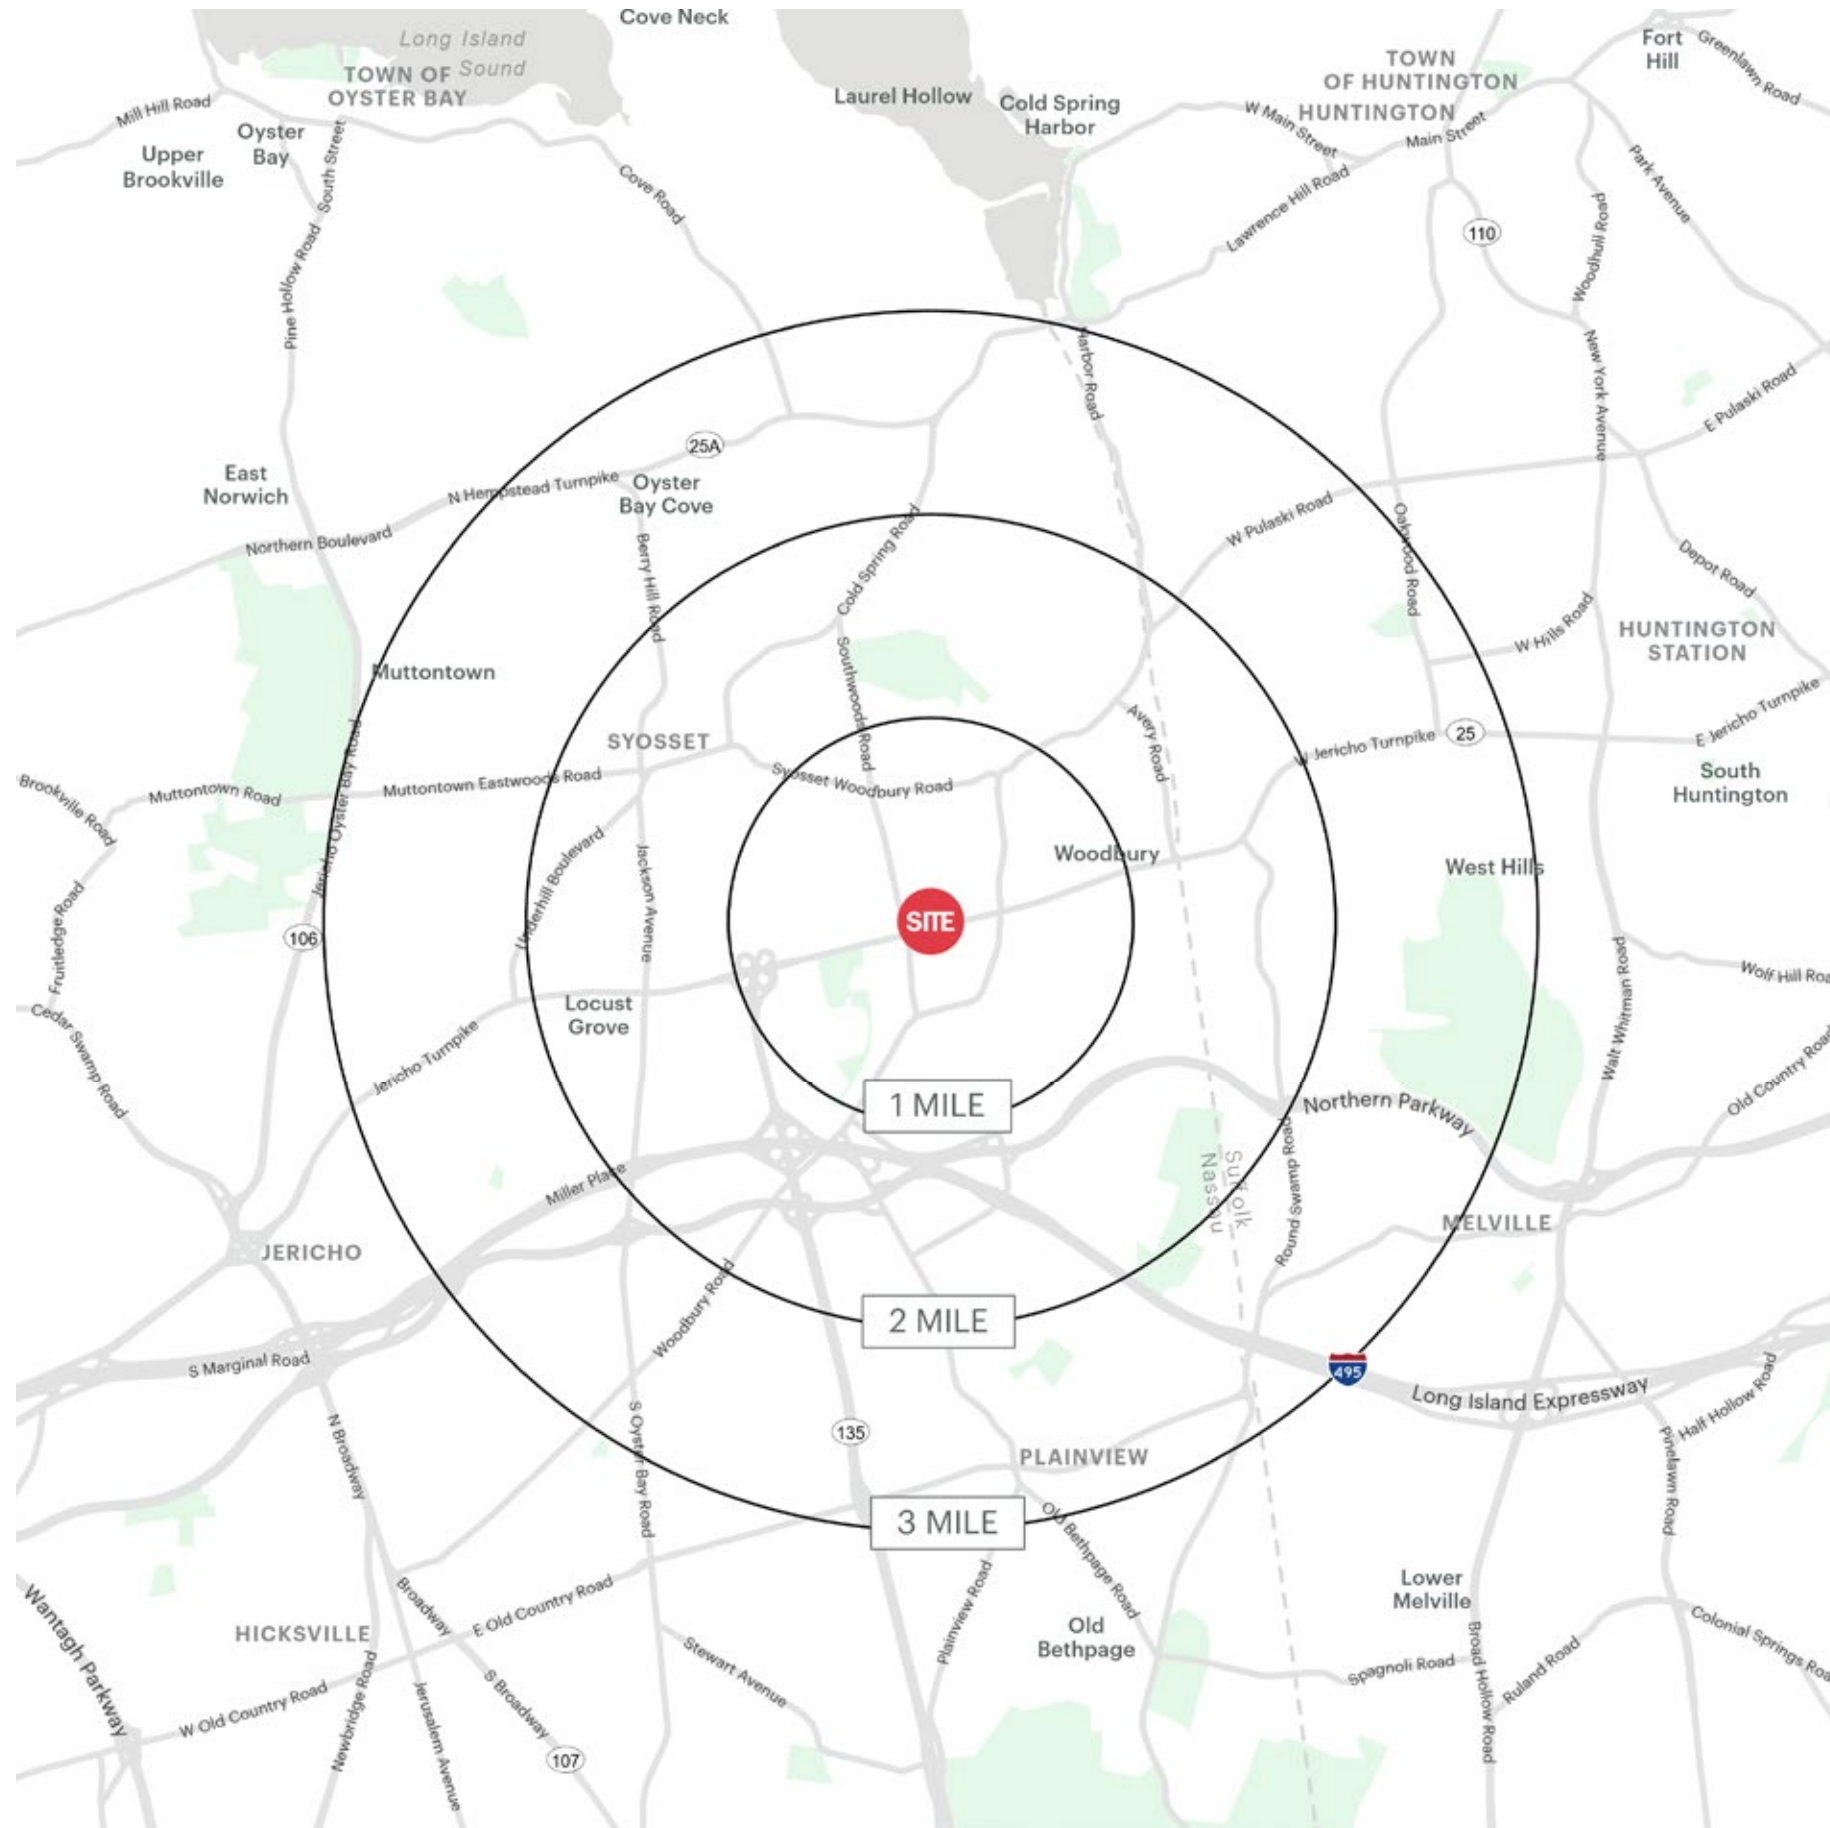 Cove Neck
Long Island
Sound
TOWN OF
OYSTER BAY
Mill Hill Road
Oyster
Bay
Upper
Brookville
South Street
Pine Hollow Road
Cove Road
Laurel Hollow
Cold Spring
Harbor
TOWN
OF HUNTINGTON
HUNTINGTON
W Main Street
Main Street
Lawrence Hill Road
Fort
Hill
Greenlawn Road
Park Avenue
110
Woodhull Road
New York Avenue
E Pulaski Road
Harbor Road
25A
N Hempstead Turnpike
Oyster
Bay Cove
East
Norwich
Northern Boulevard
Berry Hill Road
Cold Spring Road
W Pulaski Road
Oakwood Road
Depot Road
W Hills Road
HUNTINGTON
STATION
Muttontown
Southwoods Road
SYOSSET
Avery Road
W Jericho Turnpike
25
E Jericho Turnpike
South
Huntington
Jericho Oyster Bay Road
Muttontown Road
Muttontown Eastwoods Road
Syosset Woodbury Road
Brookville Road
Underhill Boulevard
Jackson Avenue
Woodbury
West Hills
SITE
106
Fruitledge Road
Cedar Swamp Road
Locust
Grove
Jericho Turnpike
Walt Whitman Road
Wolf Hill Roa
Old Country Road
1 MILE
Northern Parkway
Miller Place
Suffolk
Nassau
Round Swamp Road
MELVILLE
JERICHO
Woodbury Road
2 MILE
S Marginal Road
495
Long Island Expressway
Half Hollow Road
Pinelawn Road
N Broadway
S Oyster Bay Road
135
PLAINVIEW
3 MILE
Old Bethpage Road
Plainview Road
Wantagh Parkway
HICKSVILLE
Broadway
E Old Country Road
Old
Bethpage
Lower
Melville
Colonial Springs Roa
Spagnoli Road
Ruland Road
Broad Hollow Road
Stewart Avenue
W Old Country Road
Newbridge Road
Jerusalem Avenue
S Broadway
107